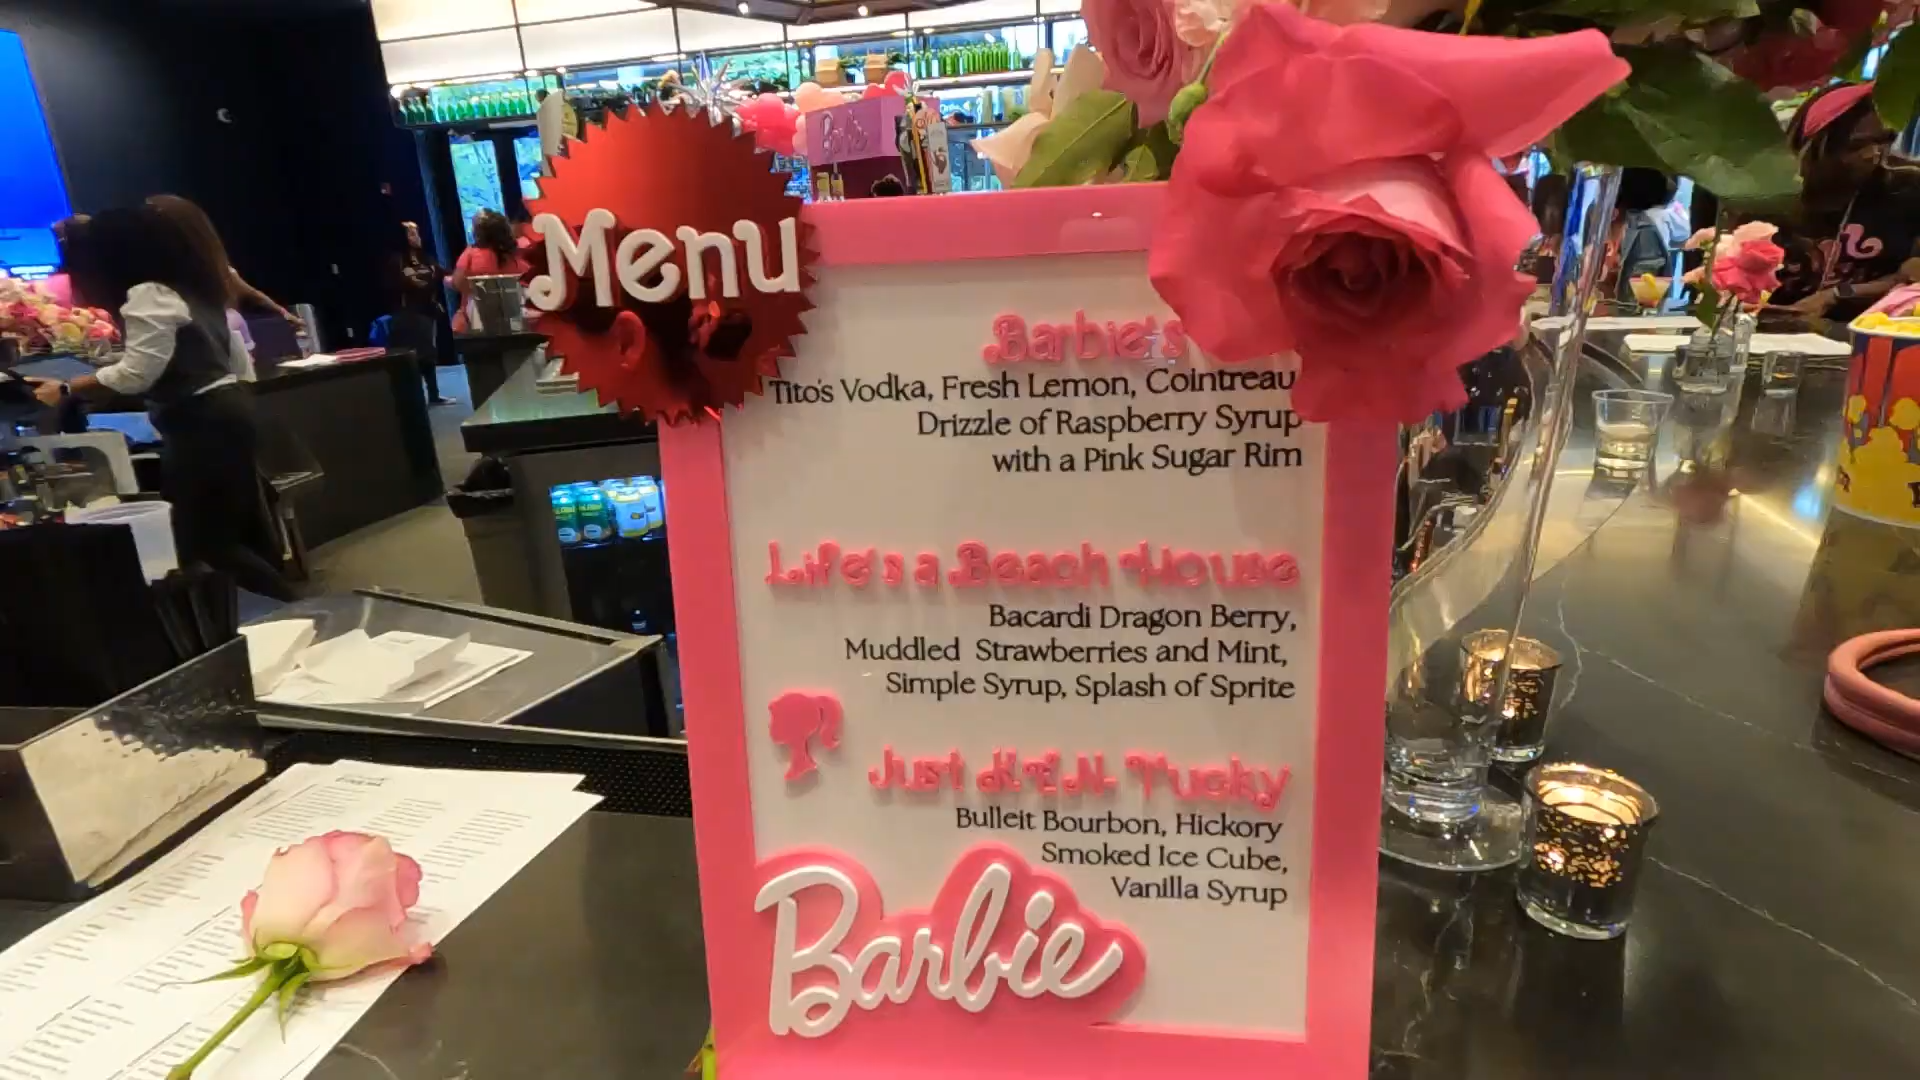 Menu
Barbie's
Tito's Vodka, Fresh Lemon, Cointreau
Drizzle of Raspberry Syrup
with a Pink Sugar Rim
Life's a Beach House
Bacardi Dragon Berry,
Muddled Strawberries and Mint,
Simple Syrup, Splash of Sprite
Just KEN-Tucky
Bulleit Bourbon, Hickory
Smoked Ice Cube,
Vanilla Syrup
Barbie
Barbie